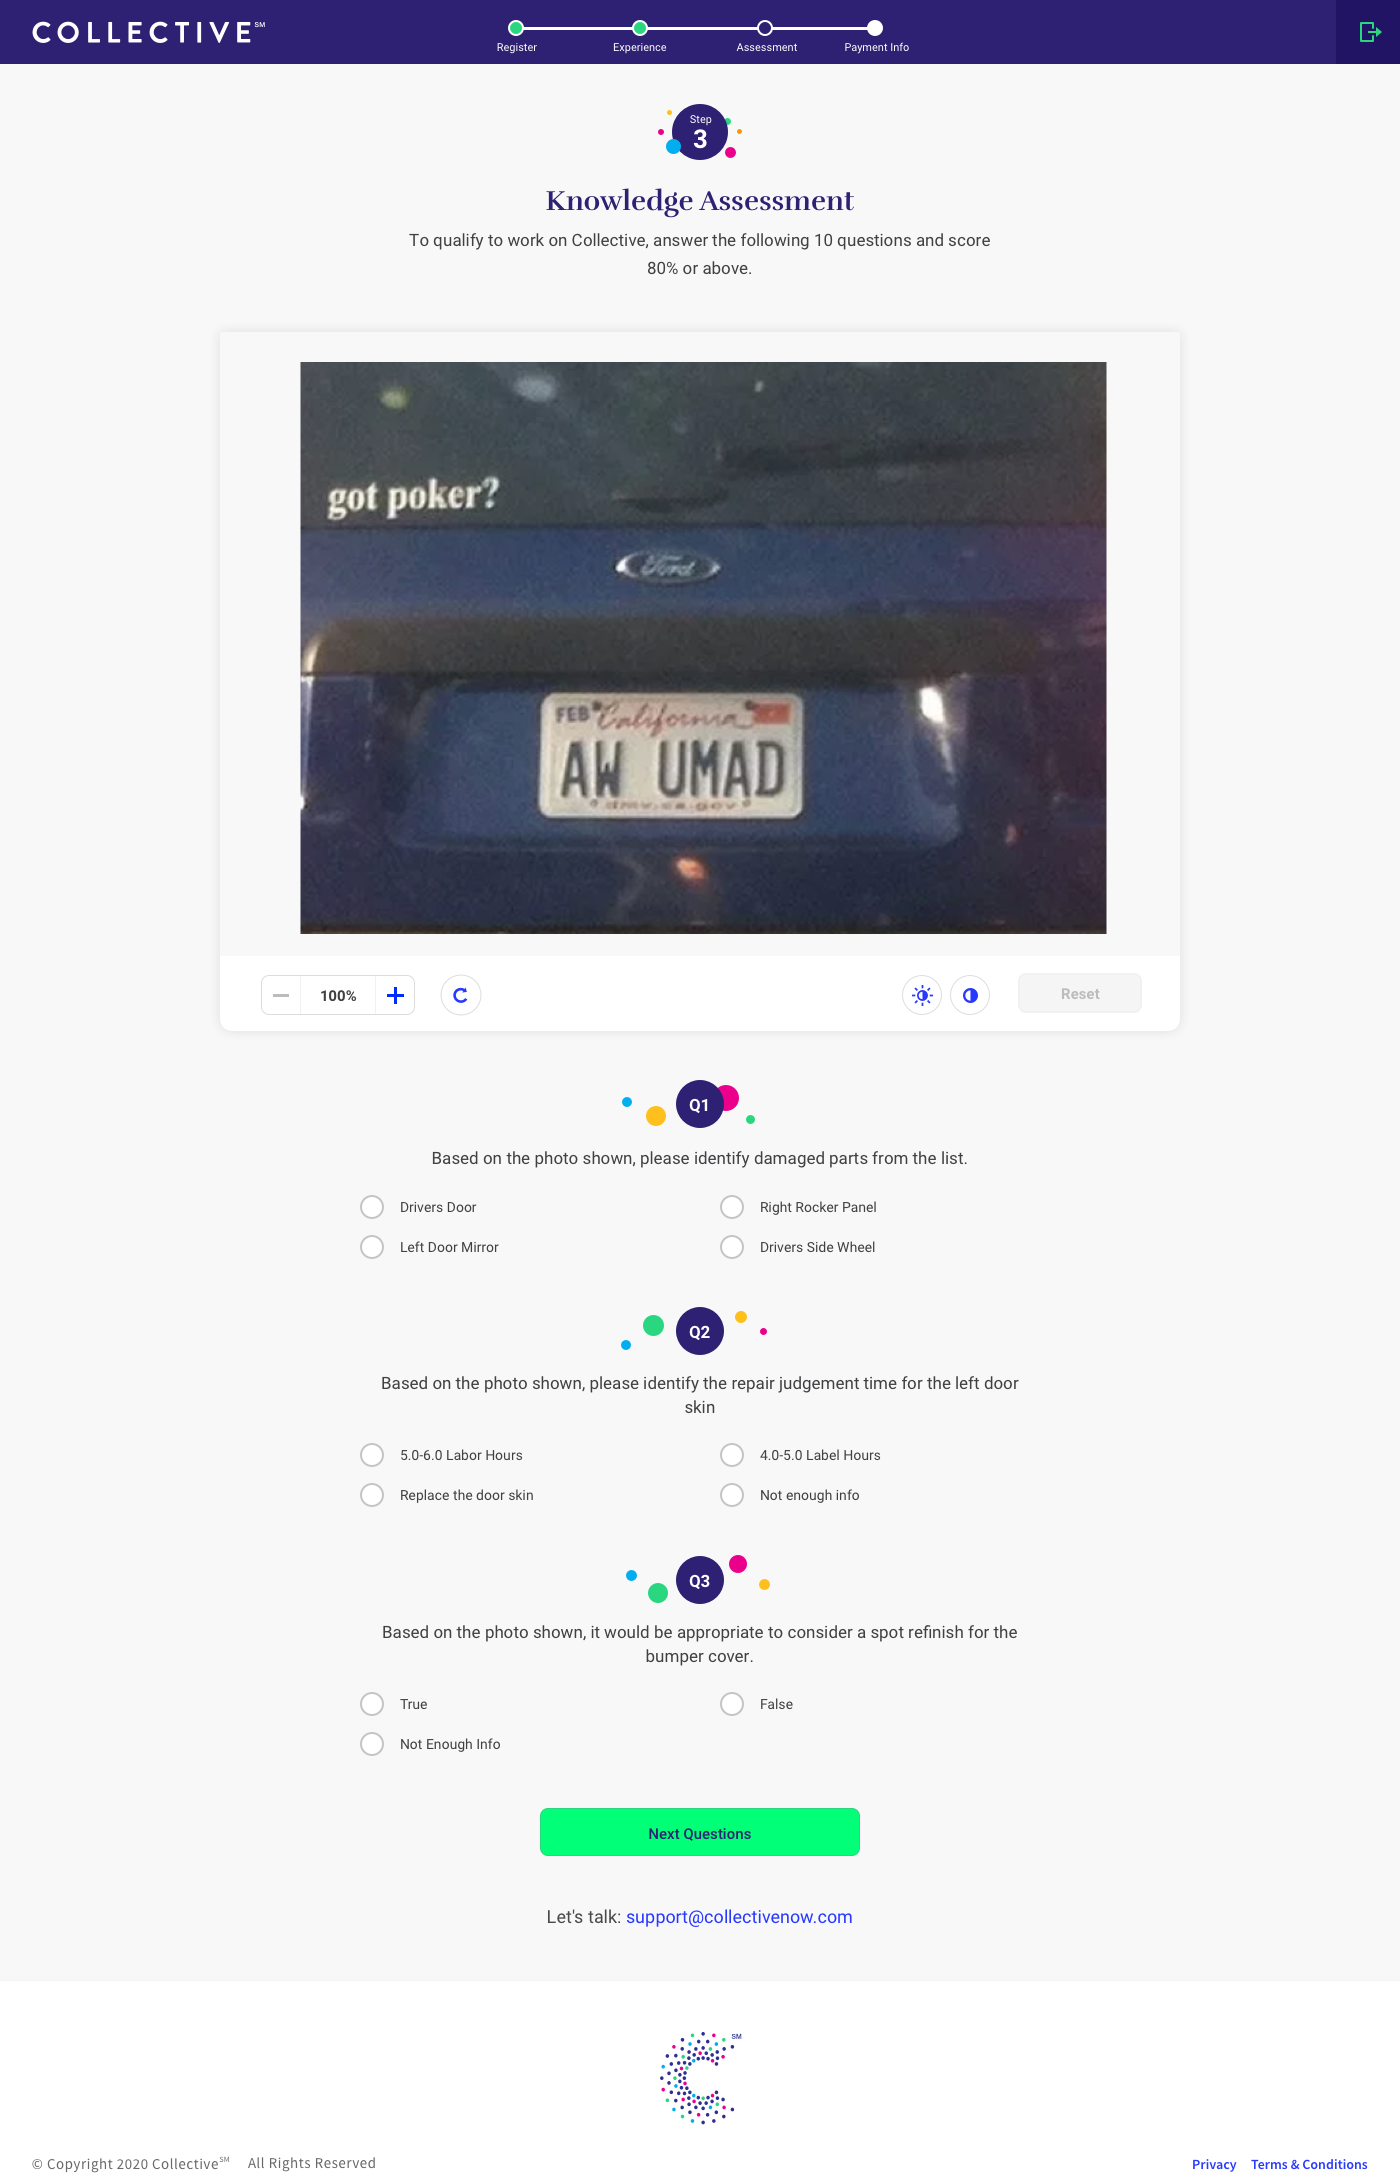 COLLECTIVE℠
Register
Experience
Assessment
Payment Info
Step
3
Knowledge Assessment
To qualify to work on Collective, answer the following 10 questions and score
80% or above.
got poker?
Ford
FEB California
AW UMAD
dmv.ca.gov
100%
Reset
Q1
Based on the photo shown, please identify damaged parts from the list.
Drivers Door
Right Rocker Panel
Left Door Mirror
Drivers Side Wheel
Q2
Based on the photo shown, please identify the repair judgement time for the left door
skin
5.0-6.0 Labor Hours
4.0-5.0 Label Hours
Replace the door skin
Not enough info
Q3
Based on the photo shown, it would be appropriate to consider a spot refinish for the
bumper cover.
True
False
Not Enough Info
Next Questions
Let's talk: support@collectivenow.com
SM
© Copyright 2020 Collective℠ All Rights Reserved
Privacy Terms & Conditions